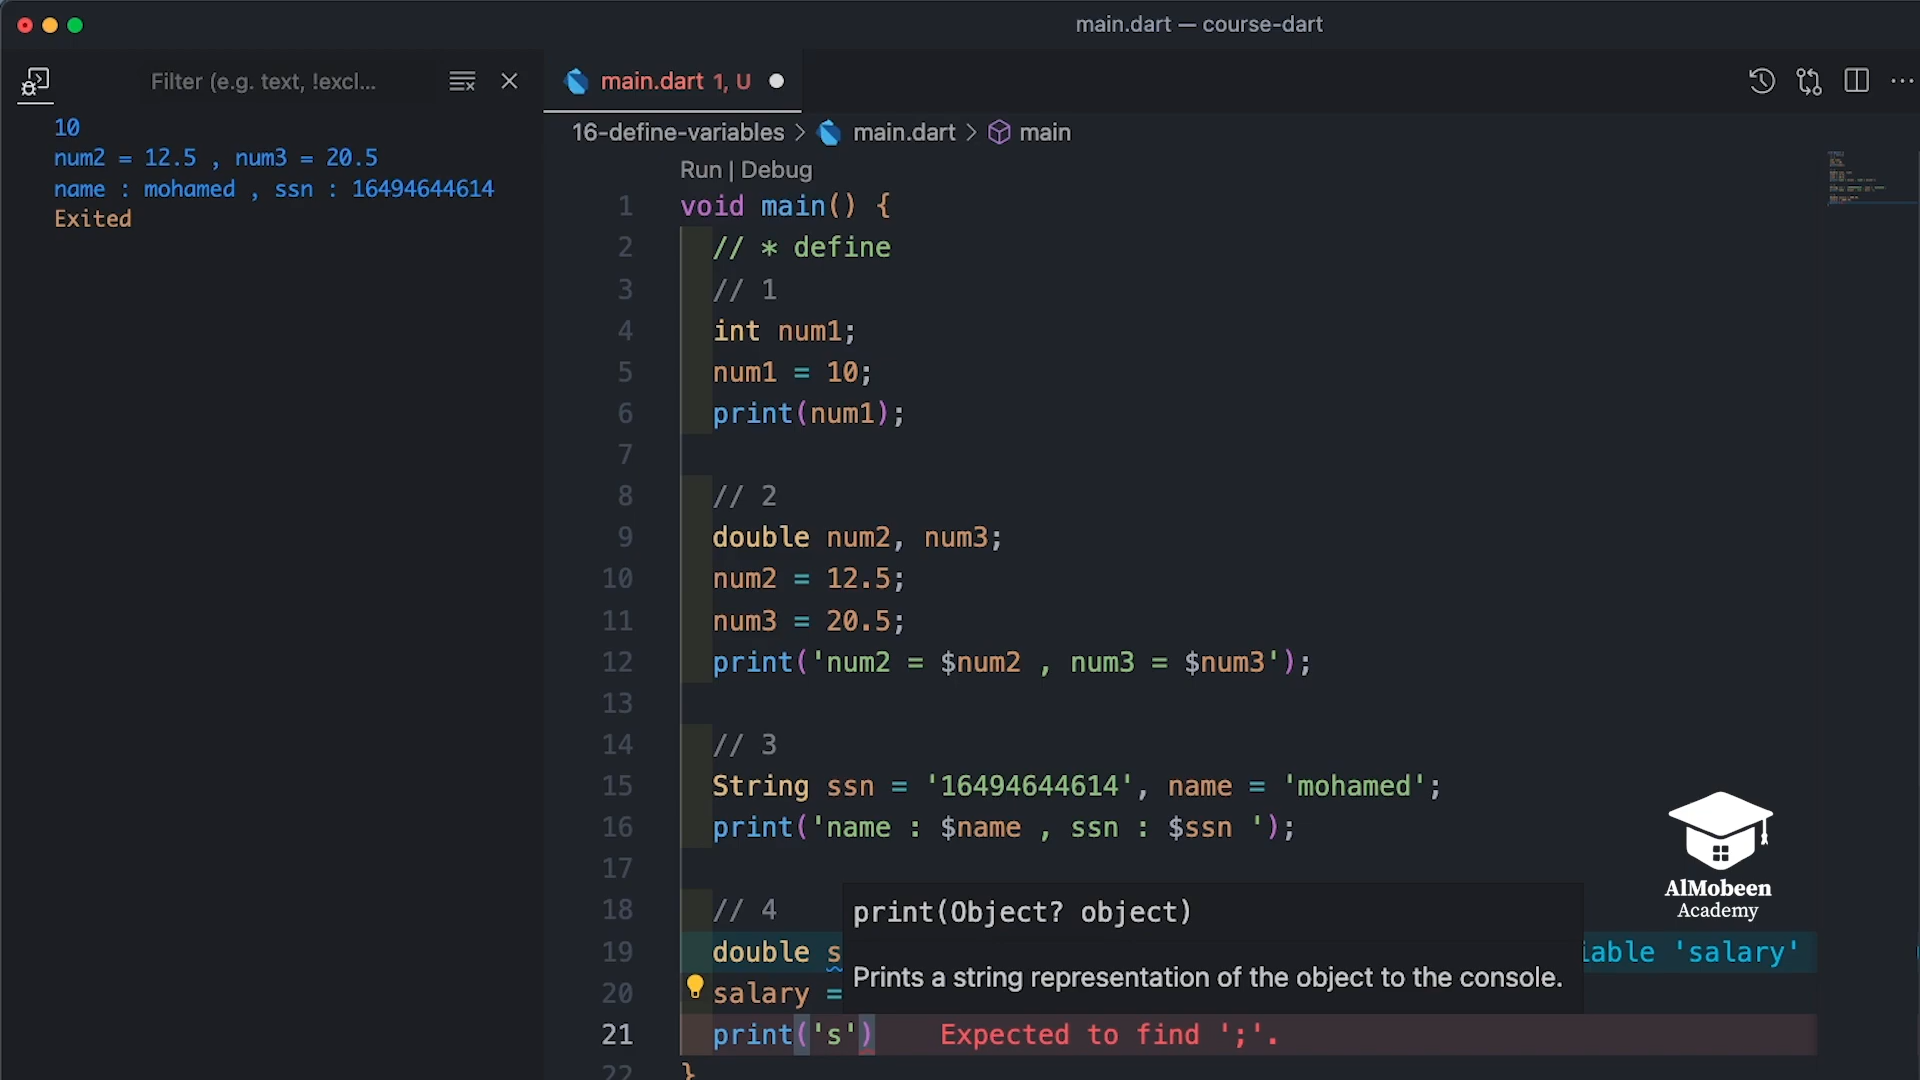 main.dart — course-dart
Filter (e.g. text, !excl...
main.dart 1, U
10
num2 = 12.5 , num3 = 20.5
name : mohamed , ssn : 16494644614
Exited
16-define-variables > main.dart > main
Run | Debug
1 void main() {
2 // * define
3 // 1
4 int num1;
5 num1 = 10;
6 print(num1);
7
8 // 2
9 double num2, num3;
10 num2 = 12.5;
11 num3 = 20.5;
12 print('num2 = $num2 , num3 = $num3');
13
14 // 3
15 String ssn = '16494644614', name = 'mohamed';
16 print('name : $name , ssn : $ssn ');
17
18 // 4
print(Object? object)
19 double s
iable 'salary'
Prints a string representation of the object to the console.
20 salary =
21 print('s') Expected to find ';'.
22 }
AlMobeen
Academy